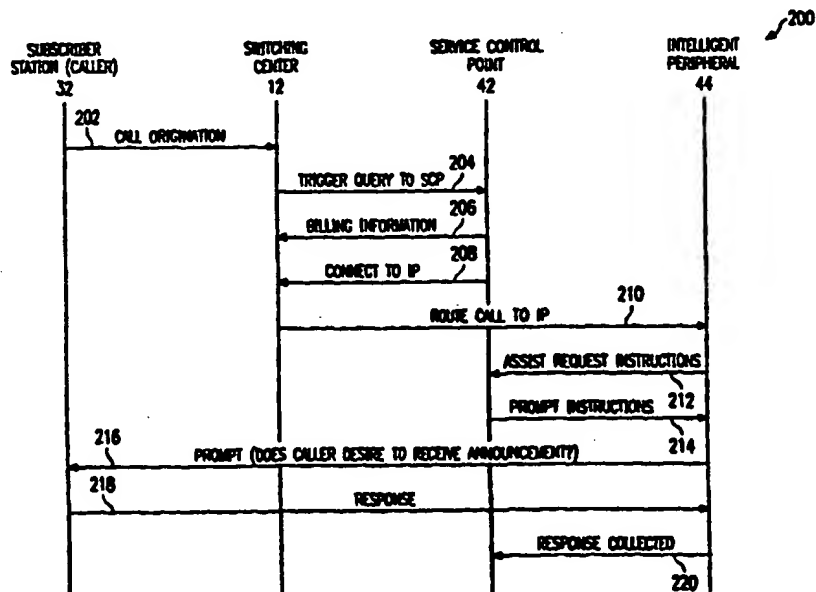 200
SUBSCRIBER
STATION (CALLER)
32
SWITCHING
CENTER
12
SERVICE CONTROL
POINT
42
INTELLIGENT
PERIPHERAL
44
202
CALL ORIGINATION
204
TRIGGER QUERY TO SCP
206
BILLING INFORMATION
208
CONNECT TO IP
210
ROUTE CALL TO IP
ASSIST REQUEST INSTRUCTIONS
212
PROMPT INSTRUCTIONS
214
216
PROMPT (DOES CALLER DESIRE TO RECEIVE ANNOUNCEMENT?)
218
RESPONSE
RESPONSE COLLECTED
220